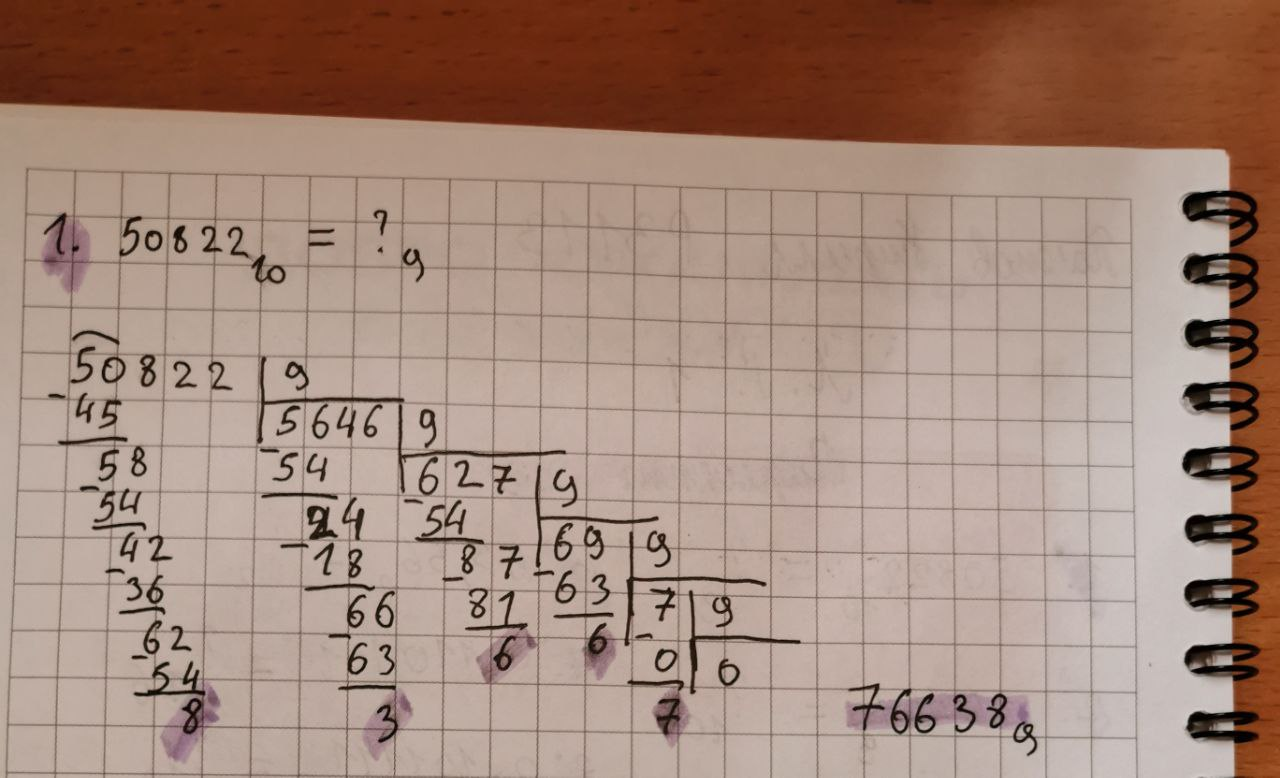 1. 50822₁₀ = ?₉
50822 | 9
- 45 | 5646 | 9
58 | - 54 | 627 | 9
- 54 | 24 | - 54 | 69 | 9
42 | - 18 | 87 | - 63 | 7 | 9
- 36 | 66 | - 81 | 6 | - 0 | 0
62 | - 63 | 6 | 7
- 54 | 3
8
76638₉